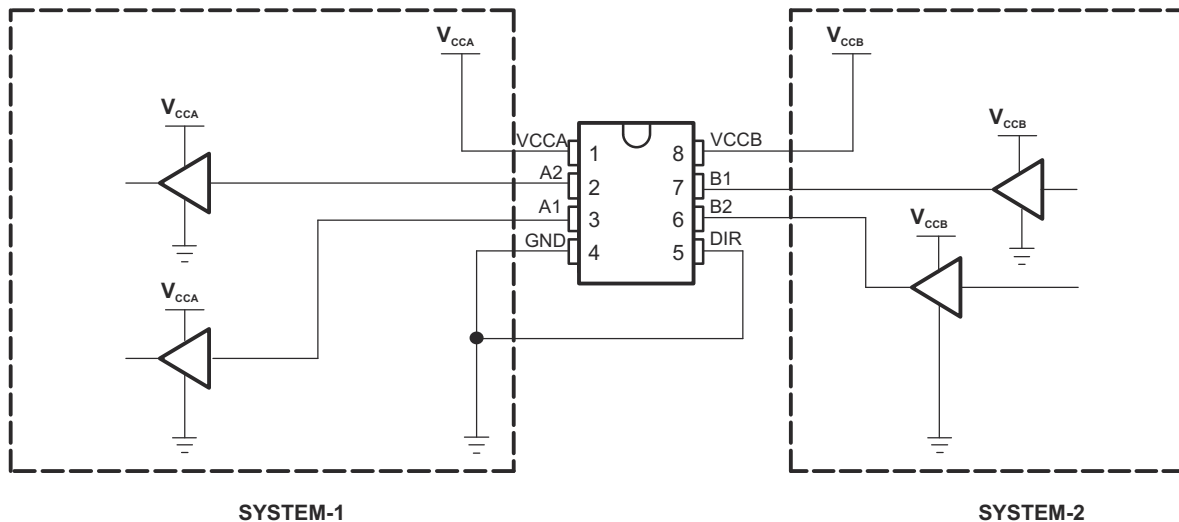 VCCA
VCCB
VCCA
VCCB
VCCA 1 8 VCCB
A2 2 7 B1
A1 3 6 B2
VCCB
GND 4 5 DIR
VCCA
SYSTEM-1
SYSTEM-2